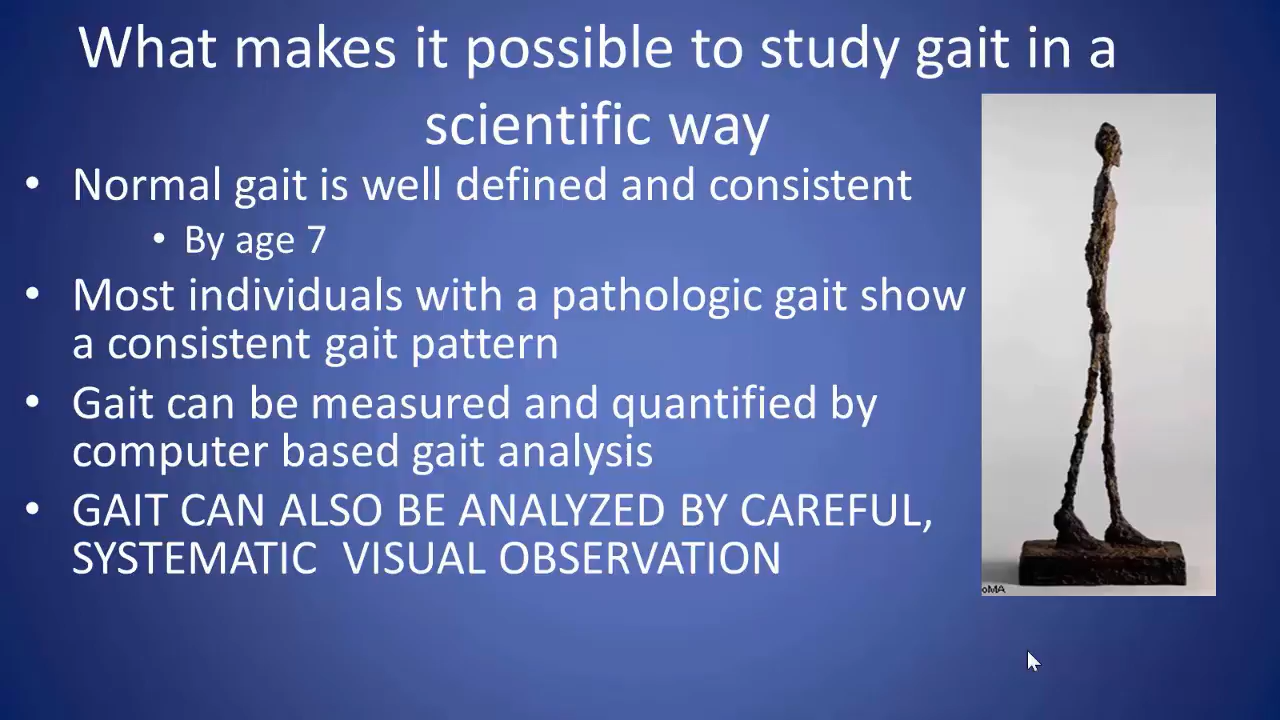 What makes it possible to study gait in a
scientific way
• Normal gait is well defined and consistent
• By age 7
• Most individuals with a pathologic gait show
a consistent gait pattern
• Gait can be measured and quantified by
computer based gait analysis
• GAIT CAN ALSO BE ANALYZED BY CAREFUL,
SYSTEMATIC VISUAL OBSERVATION
oMA